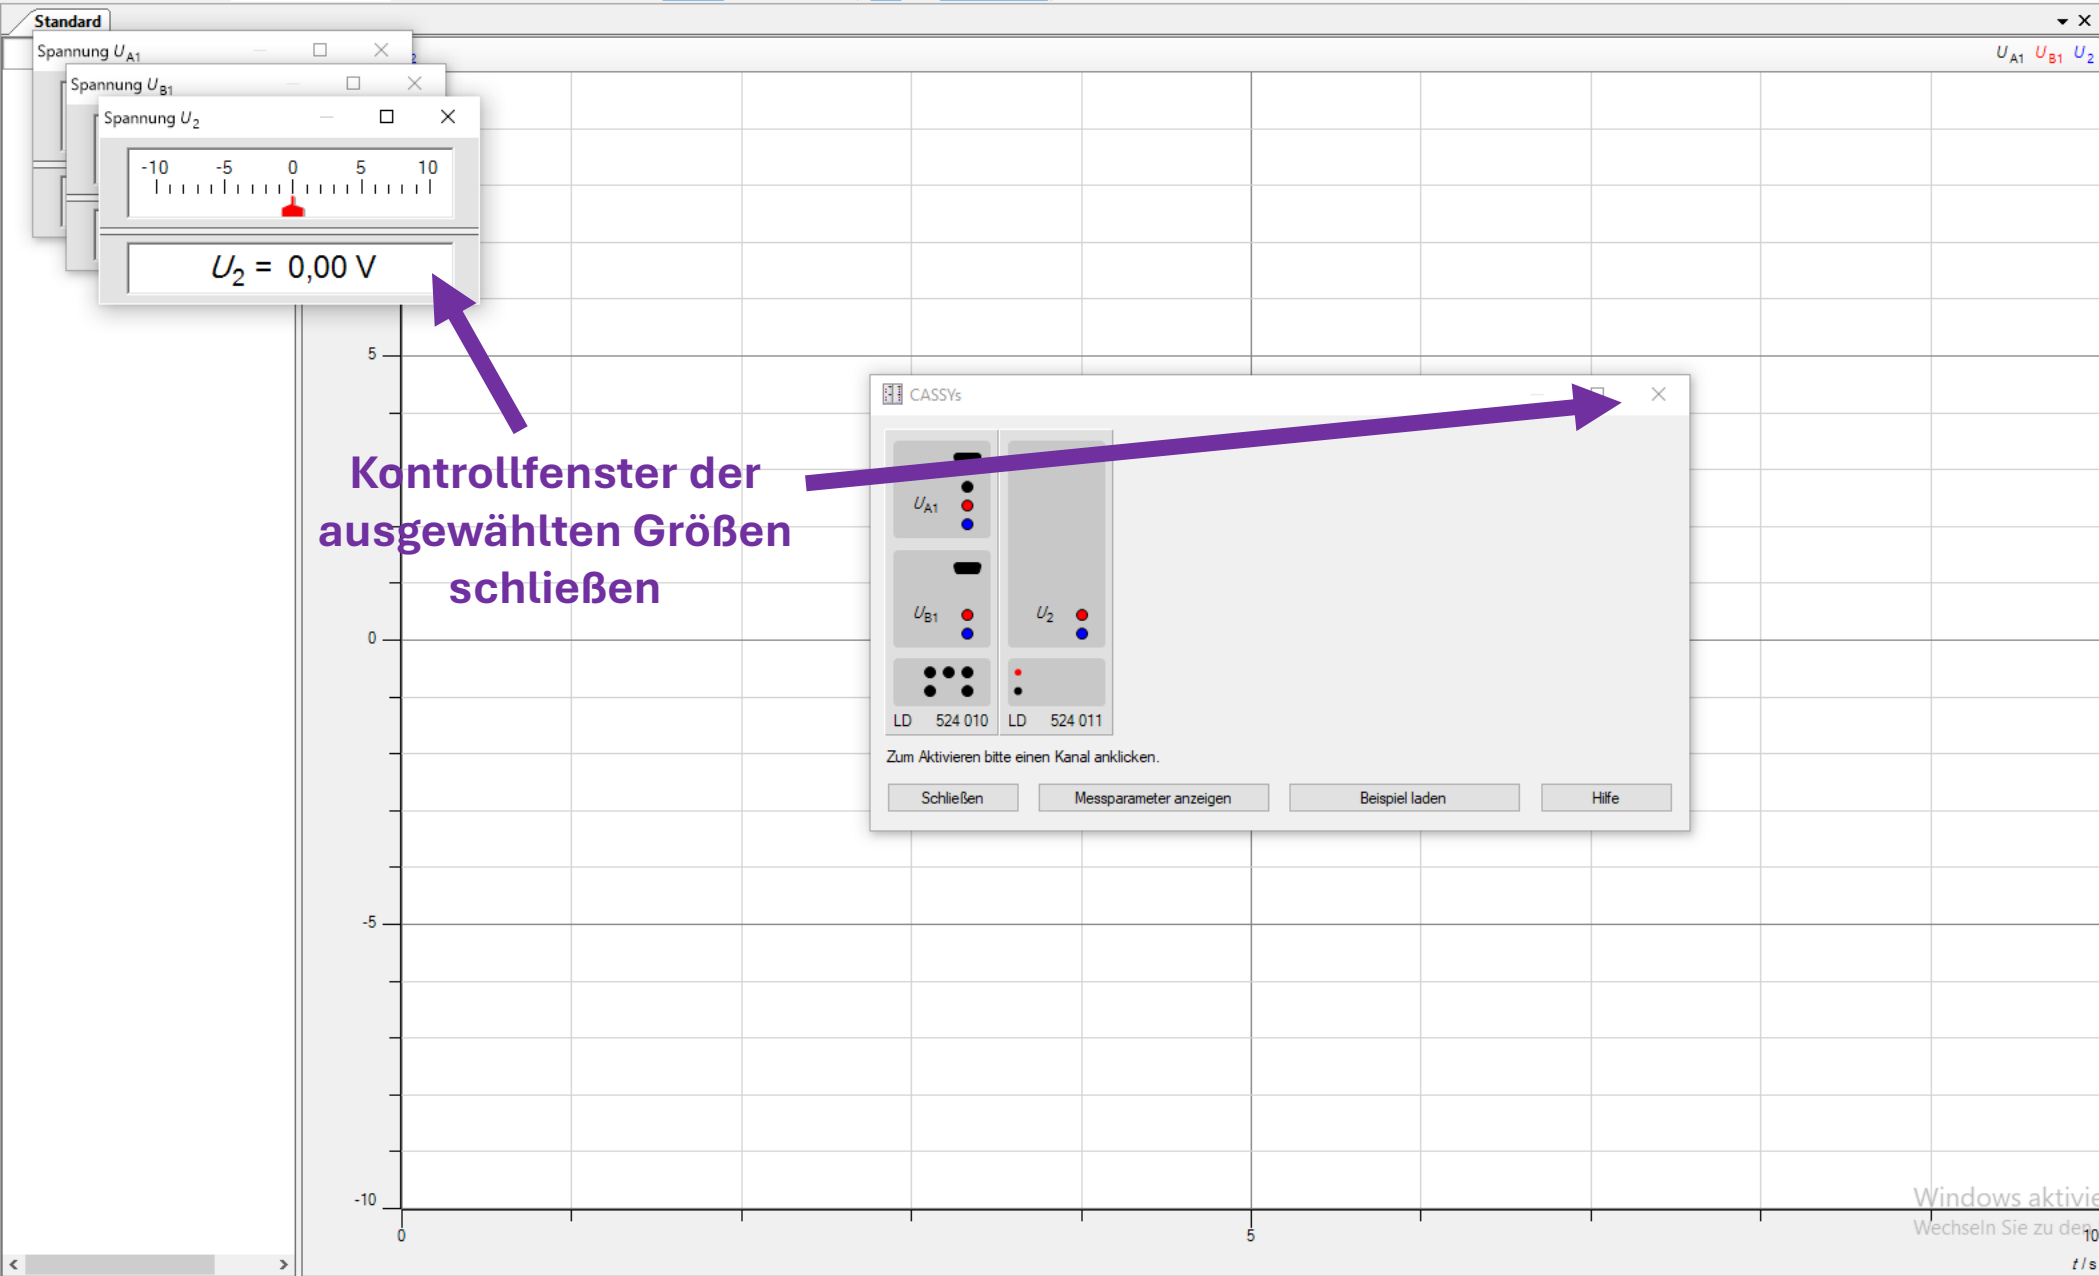 Standard
Spannung UA1
2
UA1 UB1 U2
Spannung UB1
Spannung U2
-10 -5 0 5 10
U2 = 0,00 V
5
CASSYs
Kontrollfenster der
ausgewählten Größen
schließen
UA1
UB1
U2
LD 524 010
LD 524 011
Zum Aktivieren bitte einen Kanal anklicken.
Schließen
Messparameter anzeigen
Beispiel laden
Hilfe
0
-5
-10
0
5
10
t / s
Windows aktivie
Wechseln Sie zu den